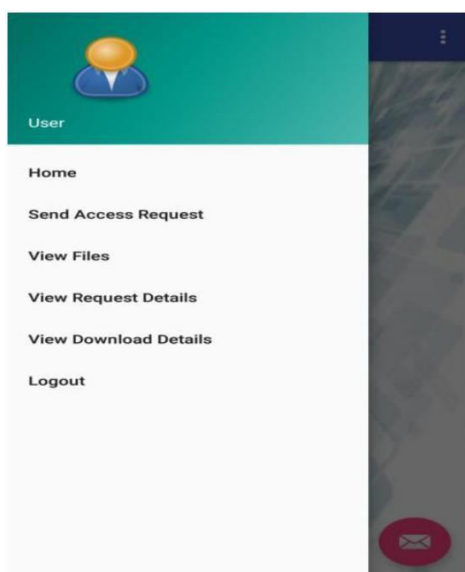 User
Home
Send Access Request
View Files
View Request Details
View Download Details
Logout